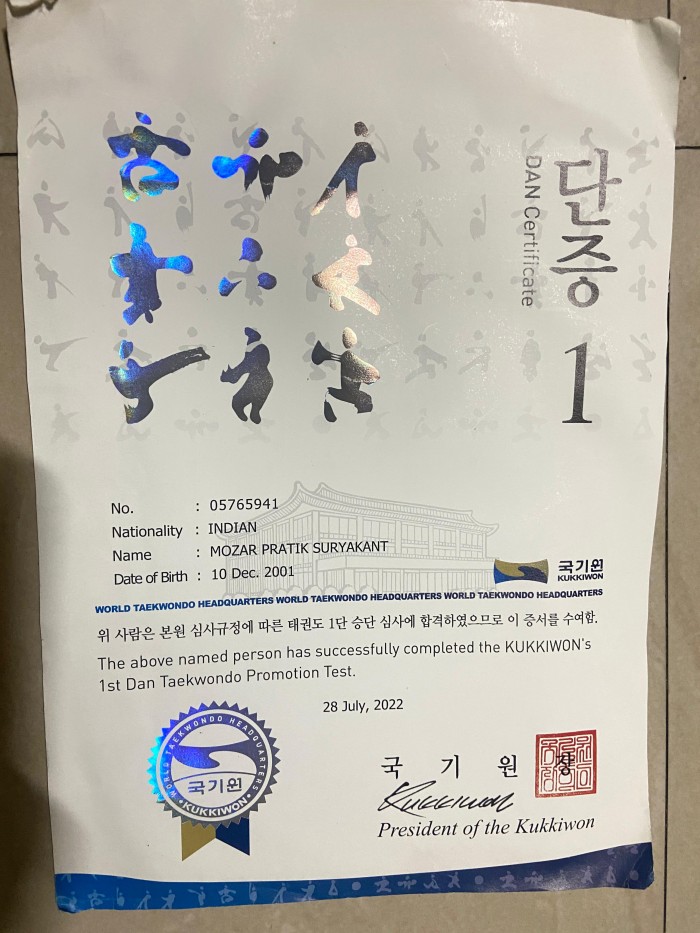 단증
DAN Certificate
1
No. : 05765941
Nationality : INDIAN
Name : MOZAR PRATIK SURYAKANT
Date of Birth : 10 Dec. 2001
국기원
KUKKIWON
WORLD TAEKWONDO HEADQUARTERS WORLD TAEKWONDO HEADQUARTERS WORLD TAEKWONDO HEADQUARTERS
위 사람은 본원 심사규정에 따른 태권도 1단 승단 심사에 합격하였으므로 이 증서를 수여함.
The above named person has successfully completed the KUKKIWON's
1st Dan Taekwondo Promotion Test.
28 July, 2022
WORLD TAEKWONDO HEADQUARTERS
국기원
KUKKIWON
국 기 원 장
Kukkiwon
President of the Kukkiwon